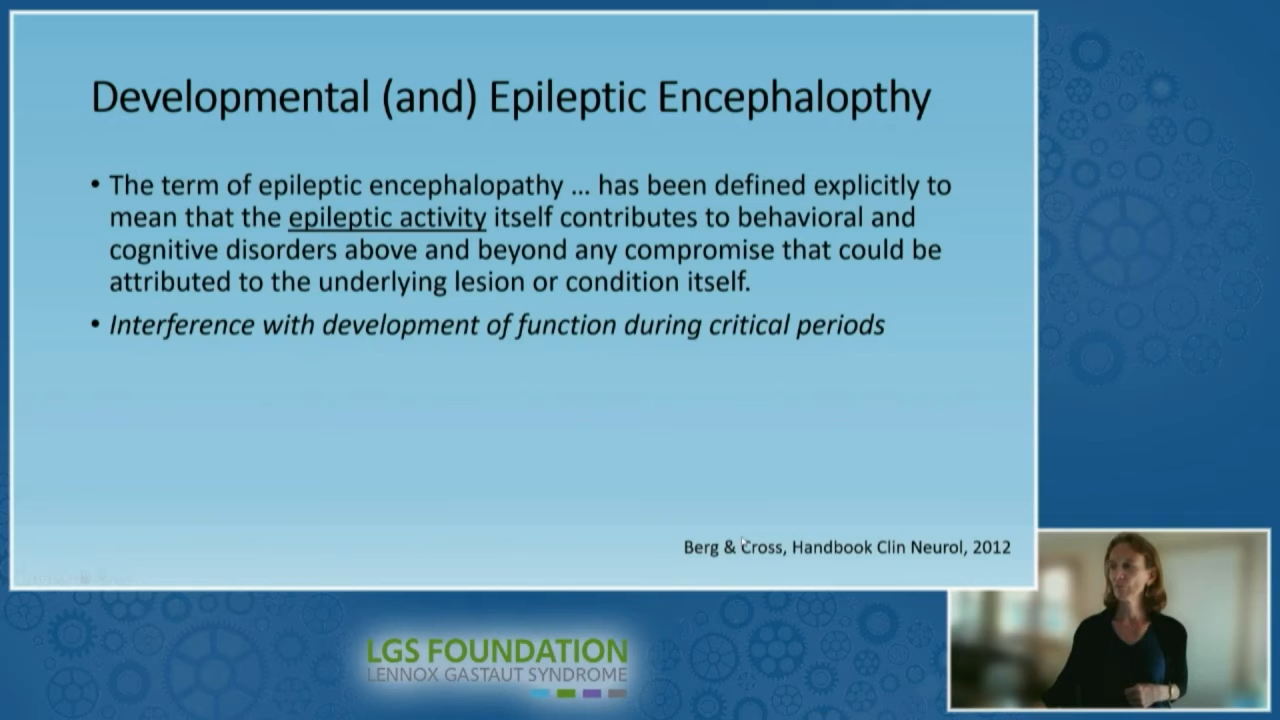 Developmental (and) Epileptic Encephalopthy
• The term of epileptic encephalopathy ... has been defined explicitly to
mean that the epileptic activity itself contributes to behavioral and
cognitive disorders above and beyond any compromise that could be
attributed to the underlying lesion or condition itself.
• Interference with development of function during critical periods
Berg & Cross, Handbook Clin Neurol, 2012
LGS FOUNDATION
LENNOX GASTAUT SYNDROME